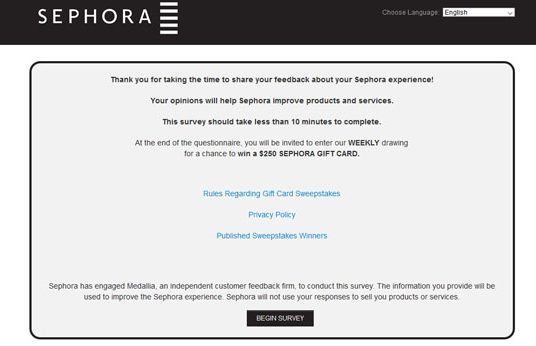 SEPHORA
Choose Language: English
Thank you for taking the time to share your feedback about your Sephora experience!
Your opinions will help Sephora improve products and services.
This survey should take less than 10 minutes to complete.
At the end of the questionnaire, you will be invited to enter our WEEKLY drawing
for a chance to win a $250 SEPHORA GIFT CARD.
Rules Regarding Gift Card Sweepstakes
Privacy Policy
Published Sweepstakes Winners
Sephora has engaged Medallia, an independent customer feedback firm, to conduct this survey. The information you provide will be
used to improve the Sephora experience. Sephora will not use your responses to sell you products or services.
BEGIN SURVEY